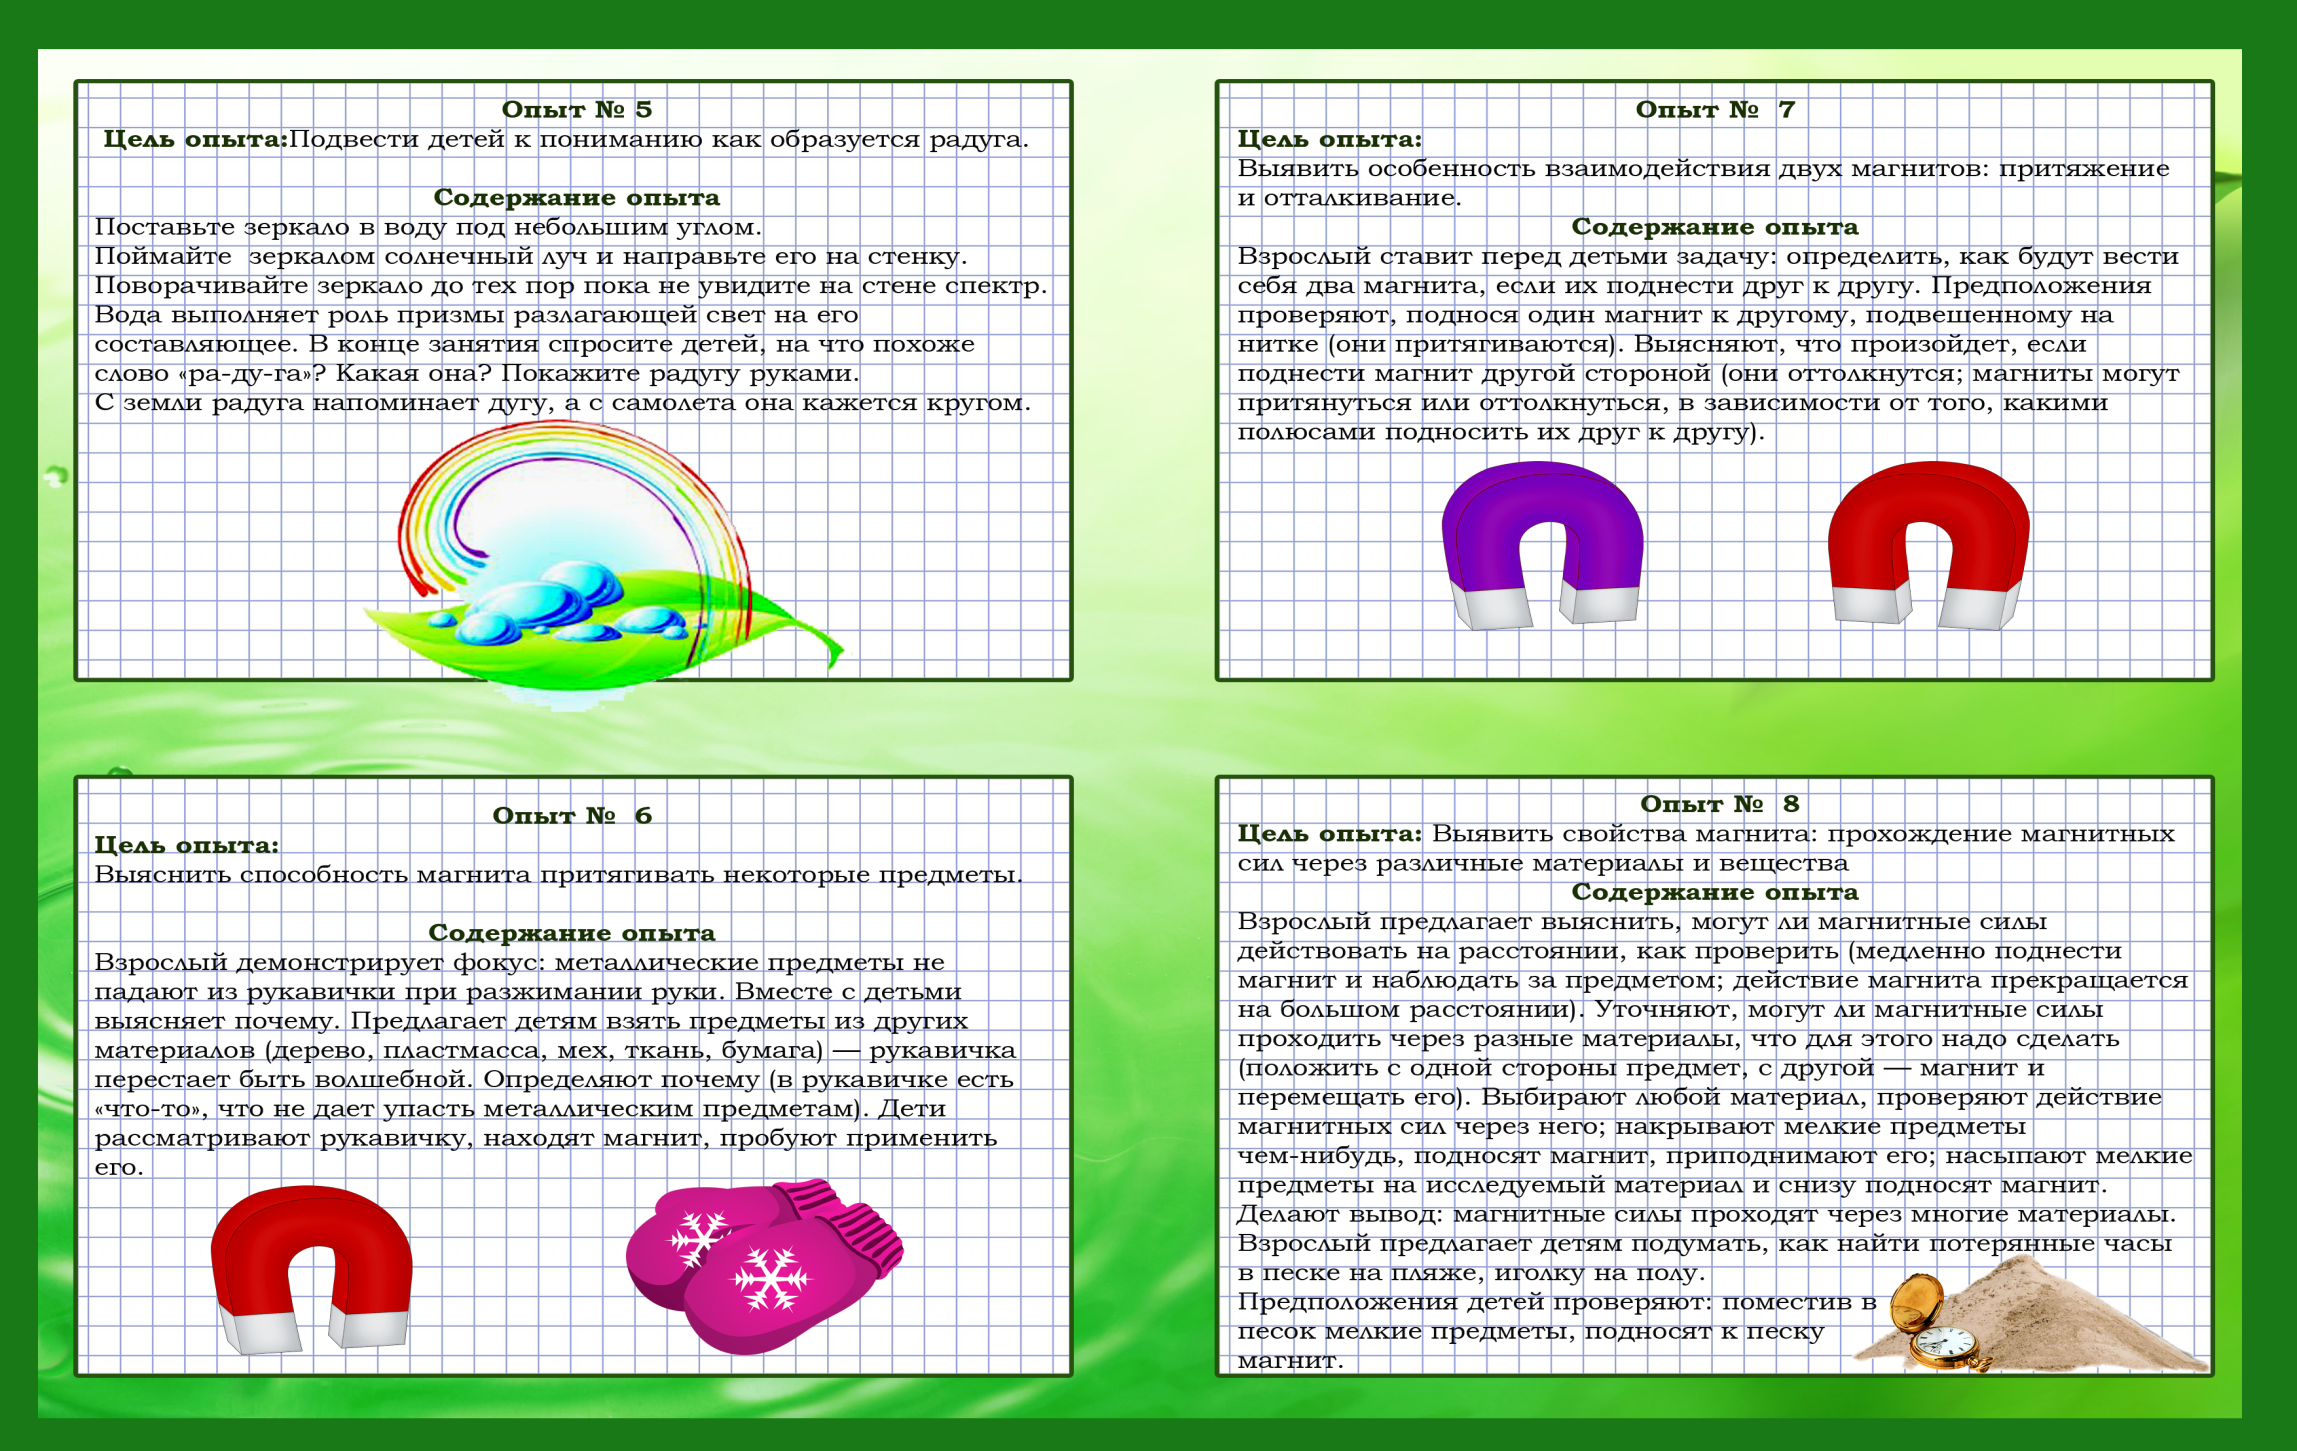 Опыт № 5
Цель опыта:Подвести детей к пониманию как образуется радуга.
Содержание опыта
Поставьте зеркало в воду под небольшим углом.
Поймайте зеркалом солнечный луч и направьте его на стенку.
Поворачивайте зеркало до тех пор пока не увидите на стене спектр.
Вода выполняет роль призмы разлагающей свет на его
составляющее. В конце занятия спросите детей, на что похоже
слово «ра-ду-га»? Какая она? Покажите радугу руками.
С земли радуга напоминает дугу, а с самолета она кажется кругом.
Опыт № 6
Цель опыта:
Выяснить способность магнита притягивать некоторые предметы.
Содержание опыта
Взрослый демонстрирует фокус: металлические предметы не
падают из рукавички при разжимании руки. Вместе с детьми
выясняет почему. Предлагает детям взять предметы из других
материалов (дерево, пластмасса, мех, ткань, бумага) — рукавичка
перестает быть волшебной. Определяют почему (в рукавичке есть
«что-то», что не дает упасть металлическим предметам). Дети
рассматривают рукавичку, находят магнит, пробуют применить
его.
Опыт № 7
Цель опыта:
Выявить особенность взаимодействия двух магнитов: притяжение
и отталкивание.
Содержание опыта
Взрослый ставит перед детьми задачу: определить, как будут вести
себя два магнита, если их поднести друг к другу. Предположения
проверяют, поднося один магнит к другому, подвешенному на
нитке (они притягиваются). Выясняют, что произойдет, если
поднести магнит другой стороной (они оттолкнутся; магниты могут
притянуться или оттолкнуться, в зависимости от того, какими
полюсами подносить их друг к другу).
Опыт № 8
Цель опыта: Выявить свойства магнита: прохождение магнитных
сил через различные материалы и вещества
Содержание опыта
Взрослый предлагает выяснить, могут ли магнитные силы
действовать на расстоянии, как проверить (медленно поднести
магнит и наблюдать за предметом; действие магнита прекращается
на большом расстоянии). Уточняют, могут ли магнитные силы
проходить через разные материалы, что для этого надо сделать
(положить с одной стороны предмет, с другой — магнит и
перемещать его). Выбирают любой материал, проверяют действие
магнитных сил через него; накрывают мелкие предметы
чем-нибудь, подносят магнит, приподнимают его; насыпают мелкие
предметы на исследуемый материал и снизу подносят магнит.
Делают вывод: магнитные силы проходят через многие материалы.
Взрослый предлагает детям подумать, как найти потерянные часы
в песке на пляже, иголку на полу.
Предположения детей проверяют: поместив в
песок мелкие предметы, подносят к песку
магнит.